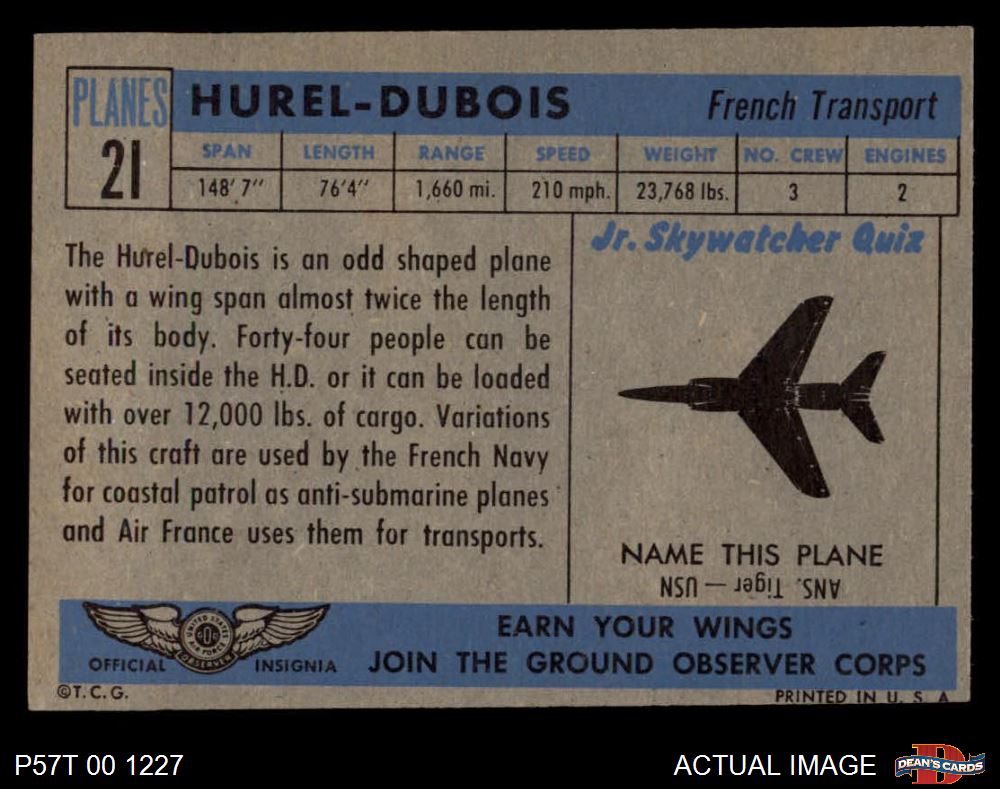 PLANES
21
HUREL-DUBOIS
French Transport
SPAN LENGTH RANGE SPEED WEIGHT NO. CREW ENGINES
148' 7" 76'4" 1,660 mi. 210 mph. 23,768 lbs. 3 2
The Hurel-Dubois is an odd shaped plane
with a wing span almost twice the length
of its body. Forty-four people can be
seated inside the H.D. or it can be loaded
with over 12,000 lbs. of cargo. Variations
of this craft are used by the French Navy
for coastal patrol as anti-submarine planes
and Air France uses them for transports.
Jr. Skywatcher Quiz
NAME THIS PLANE
ANS. Tiger — USN
UNITED STATES
GOC
AIR FORCE
OBSERVER
OFFICIAL INSIGNIA
EARN YOUR WINGS
JOIN THE GROUND OBSERVER CORPS
©T.C.G.
PRINTED IN U. S. A
P57T 00 1227
ACTUAL IMAGE
D
DEAN'S CARDS